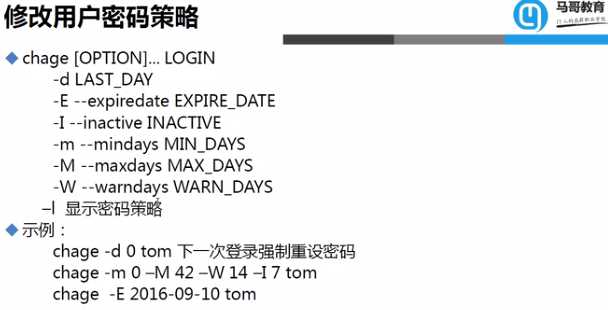 修改用户密码策略
马哥教育
chage [OPTION]... LOGIN
-d LAST_DAY
-E --expiredate EXPIRE_DATE
-I --inactive INACTIVE
-m --mindays MIN_DAYS
-M --maxdays MAX_DAYS
-W --warndays WARN_DAYS
–l 显示密码策略
示例：
chage -d 0 tom 下一次登录强制重设密码
chage -m 0 –M 42 –W 14 –I 7 tom
chage -E 2016-09-10 tom